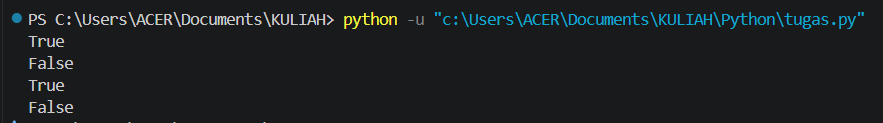 PS C:\Users\ACER\Documents\KULIAH> python -u "c:\Users\ACER\Documents\KULIAH\Python\tugas.py"
True
False
True
False